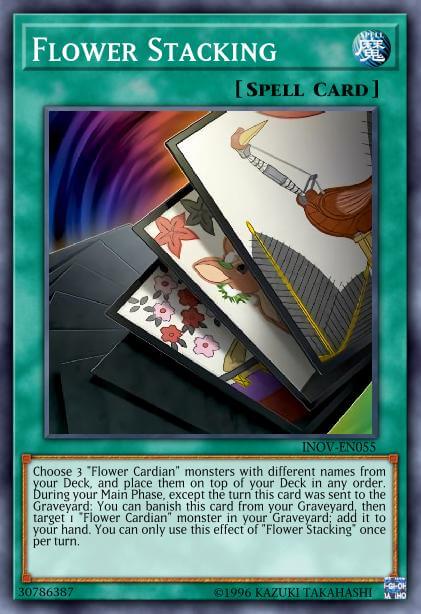 FLOWER STACKING
SPELL
魔
[ SPELL CARD ]
INOV-EN055
Choose 3 "Flower Cardian" monsters with different names from
your Deck, and place them on top of your Deck in any order.
During your Main Phase, except the turn this card was sent to
the Graveyard: You can banish this card from your Graveyard, then
target 1 "Flower Cardian" monster in your Graveyard; add it to
your hand. You can only use this effect of "Flower Stacking" once
per turn.
30786387
©1996 KAZUKI TAKAHASHI